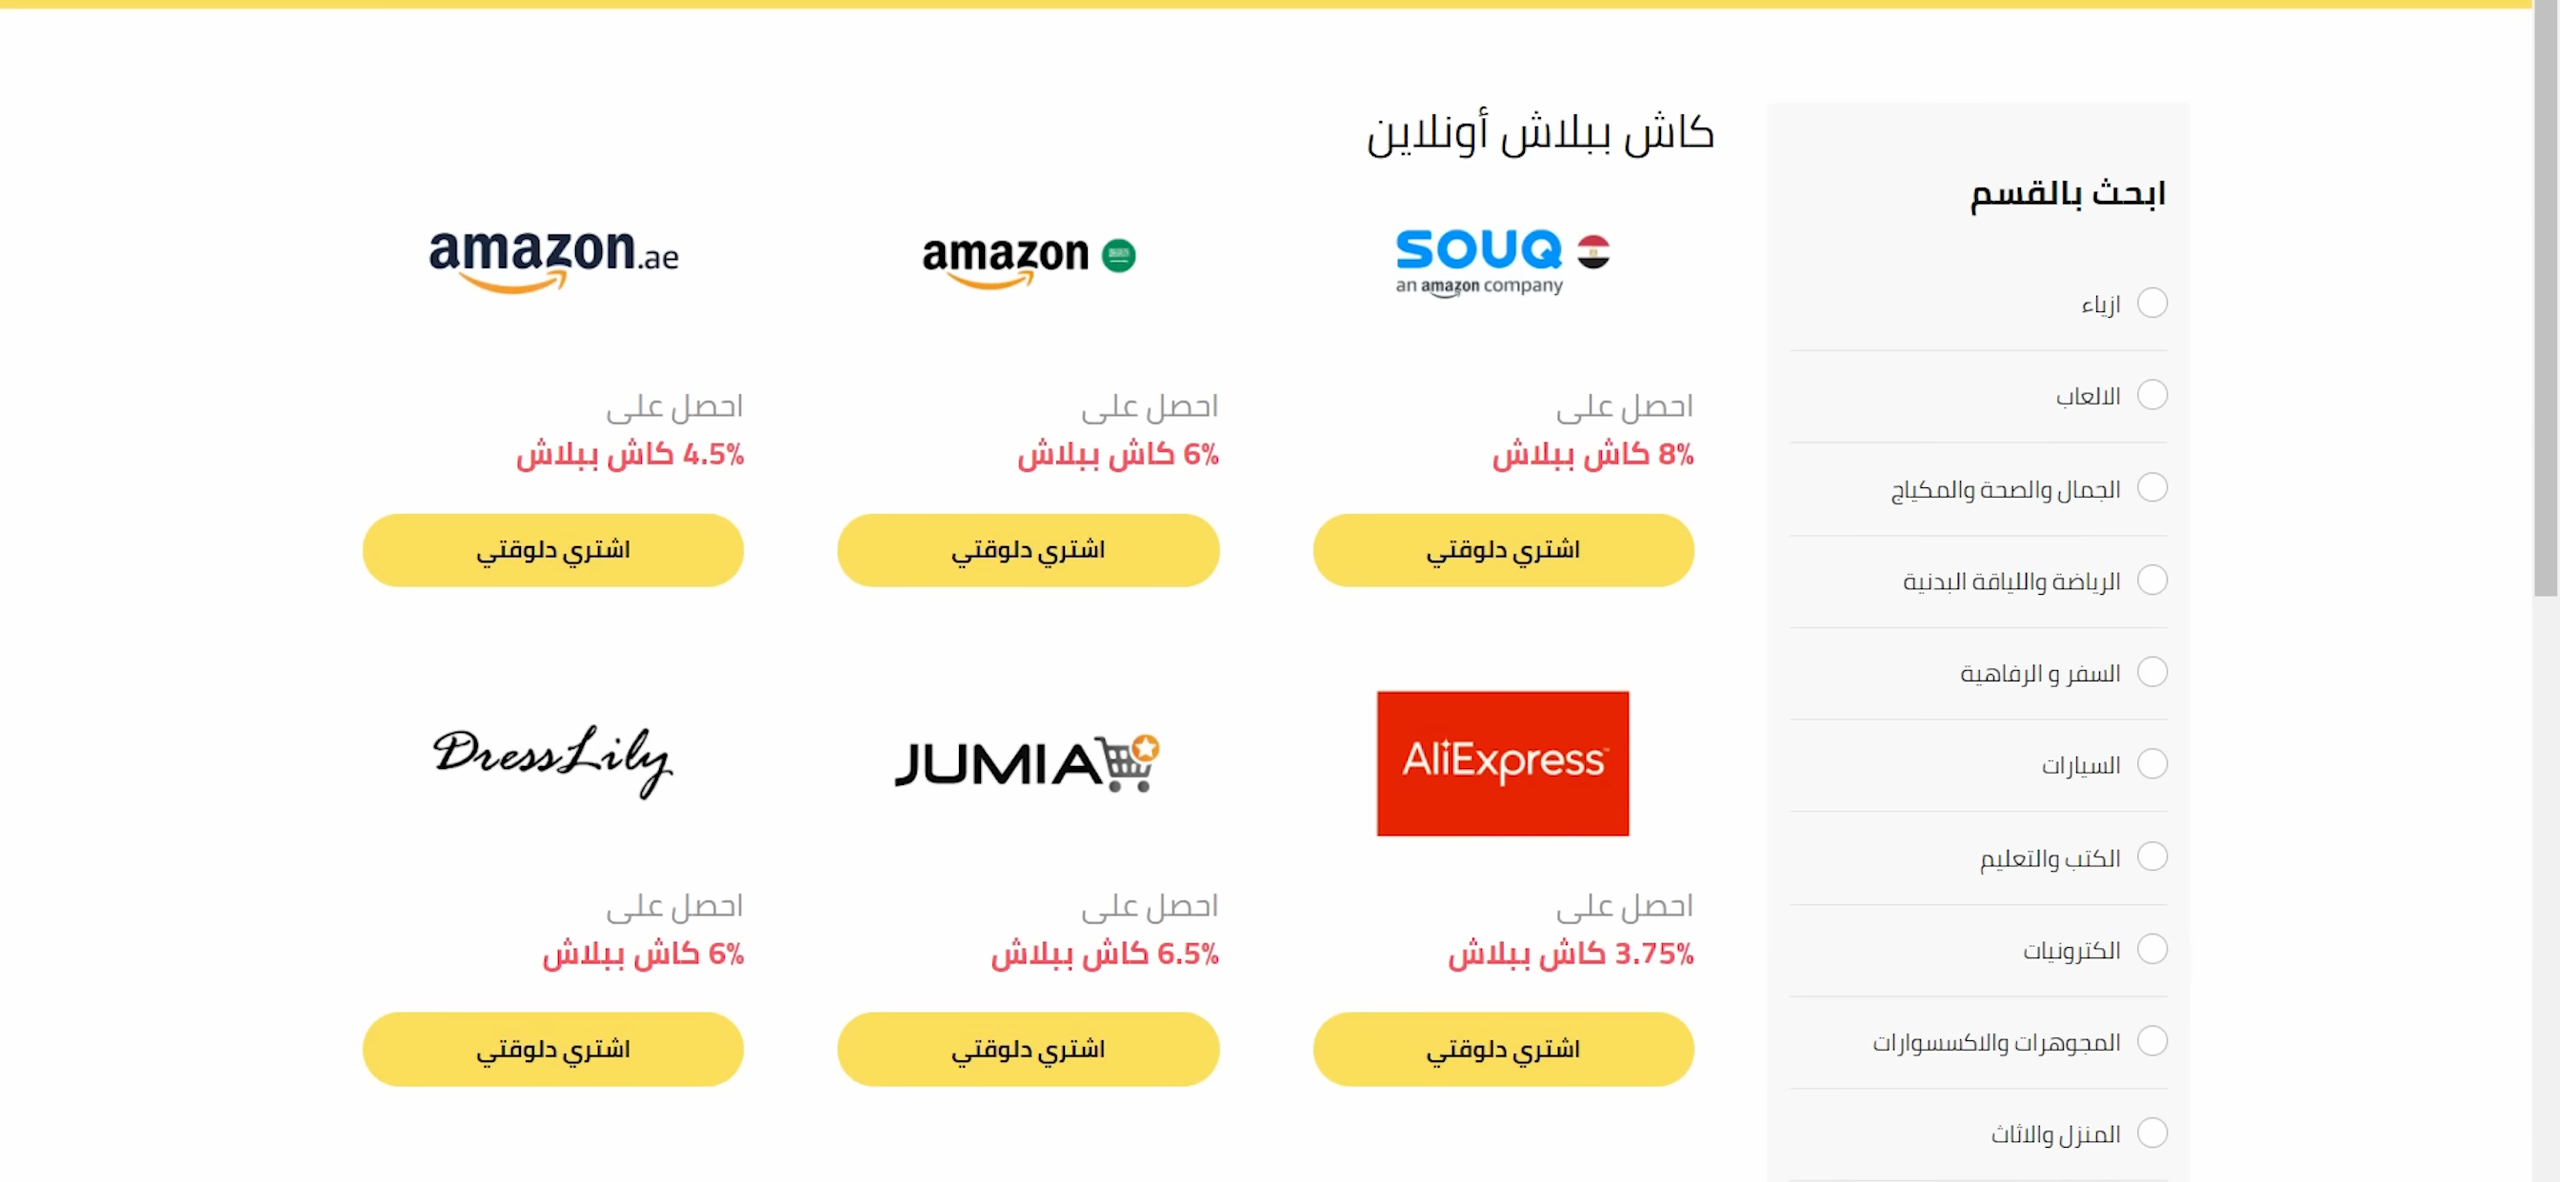 كاش ببلاش أونلاين
ابحث بالقسم
ازياء
الالعاب
الجمال والصحة والمكياج
الرياضة واللياقة البدنية
السفر و الرفاهية
السيارات
الكتب والتعليم
الكترونيات
المجوهرات والاكسسوارات
المنزل والاثاث
SOUQ
an amazon company
احصل على
8% كاش ببلاش
اشتري دلوقتي
amazon
احصل على
6% كاش ببلاش
اشتري دلوقتي
amazon.ae
احصل على
4.5% كاش ببلاش
اشتري دلوقتي
AliExpress
احصل على
3.75% كاش ببلاش
اشتري دلوقتي
JUMIA
احصل على
6.5% كاش ببلاش
اشتري دلوقتي
DressLily
احصل على
6% كاش ببلاش
اشتري دلوقتي